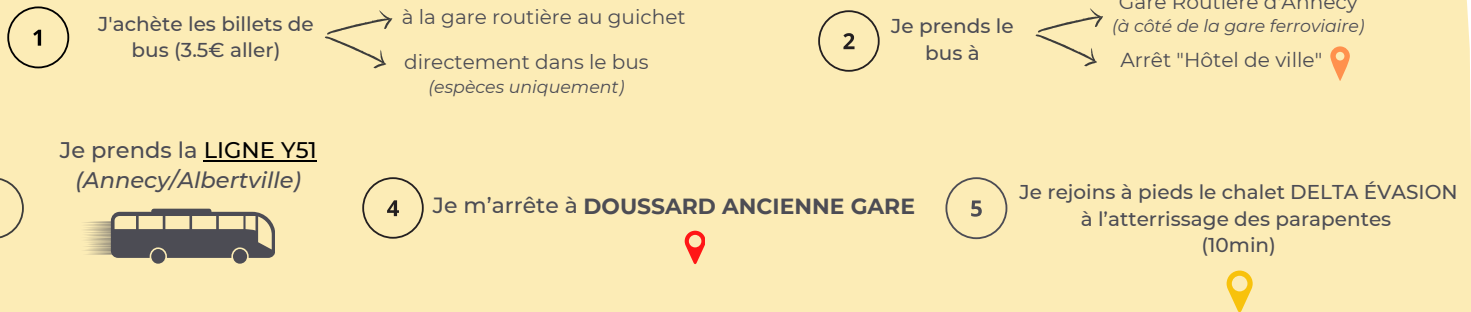 1
J'achète les billets de
bus (3.5€ aller)
à la gare routière au guichet
directement dans le bus
(espèces uniquement)
2
Je prends le
bus à
Gare Routière d'Annecy
(à côté de la gare ferroviaire)
Arrêt "Hôtel de ville"
Je prends la LIGNE Y51
(Annecy/Albertville)
4
Je m'arrête à DOUSSARD ANCIENNE GARE
5
Je rejoins à pieds le chalet DELTA ÉVASION
à l'atterrissage des parapentes
(10min)